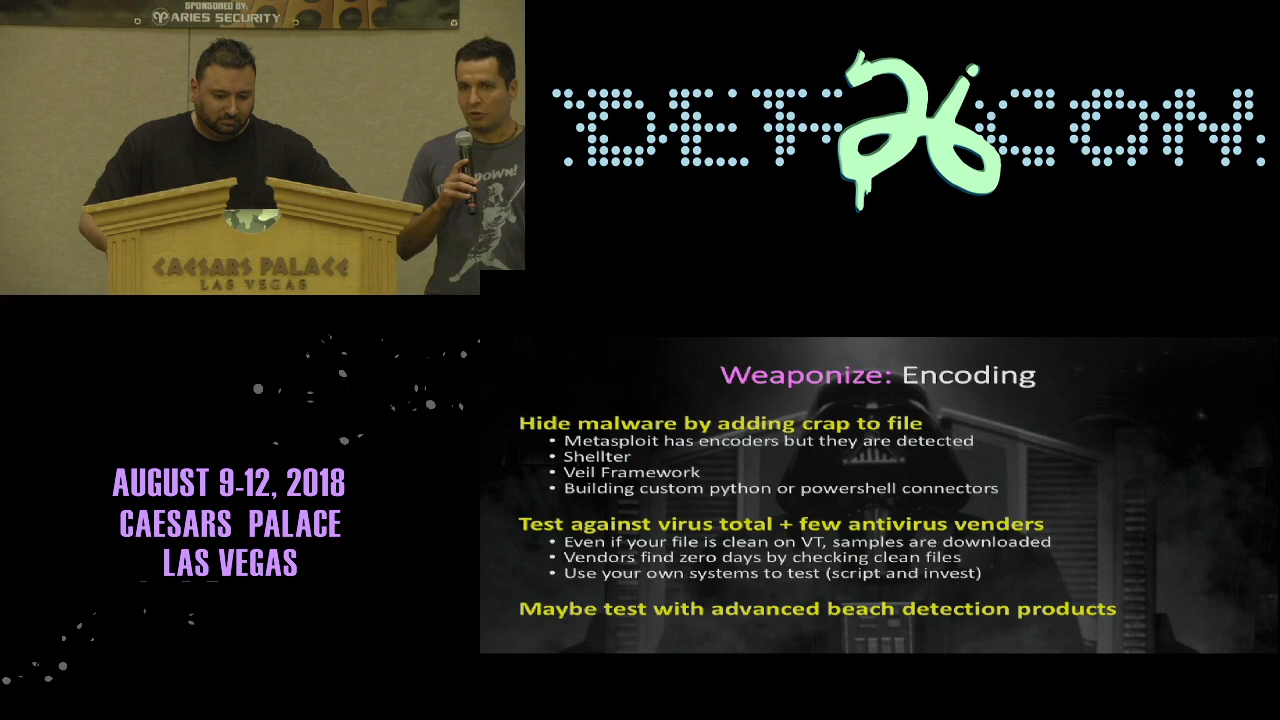 SPONSORED BY:
ARIES SECURITY
DOWN!
CAESARS PALACE
LAS VEGAS
DEF 26 CON
AUGUST 9-12, 2018
CAESARS PALACE
LAS VEGAS
Weaponize: Encoding
Hide malware by adding crap to file
• Metasploit has encoders but they are detected
• Shellter
• Veil Framework
• Building custom python or powershell connectors
Test against virus total + few antivirus venders
• Even if your file is clean on VT, samples are downloaded
• Vendors find zero days by checking clean files
• Use your own systems to test (script and invest)
Maybe test with advanced beach detection products